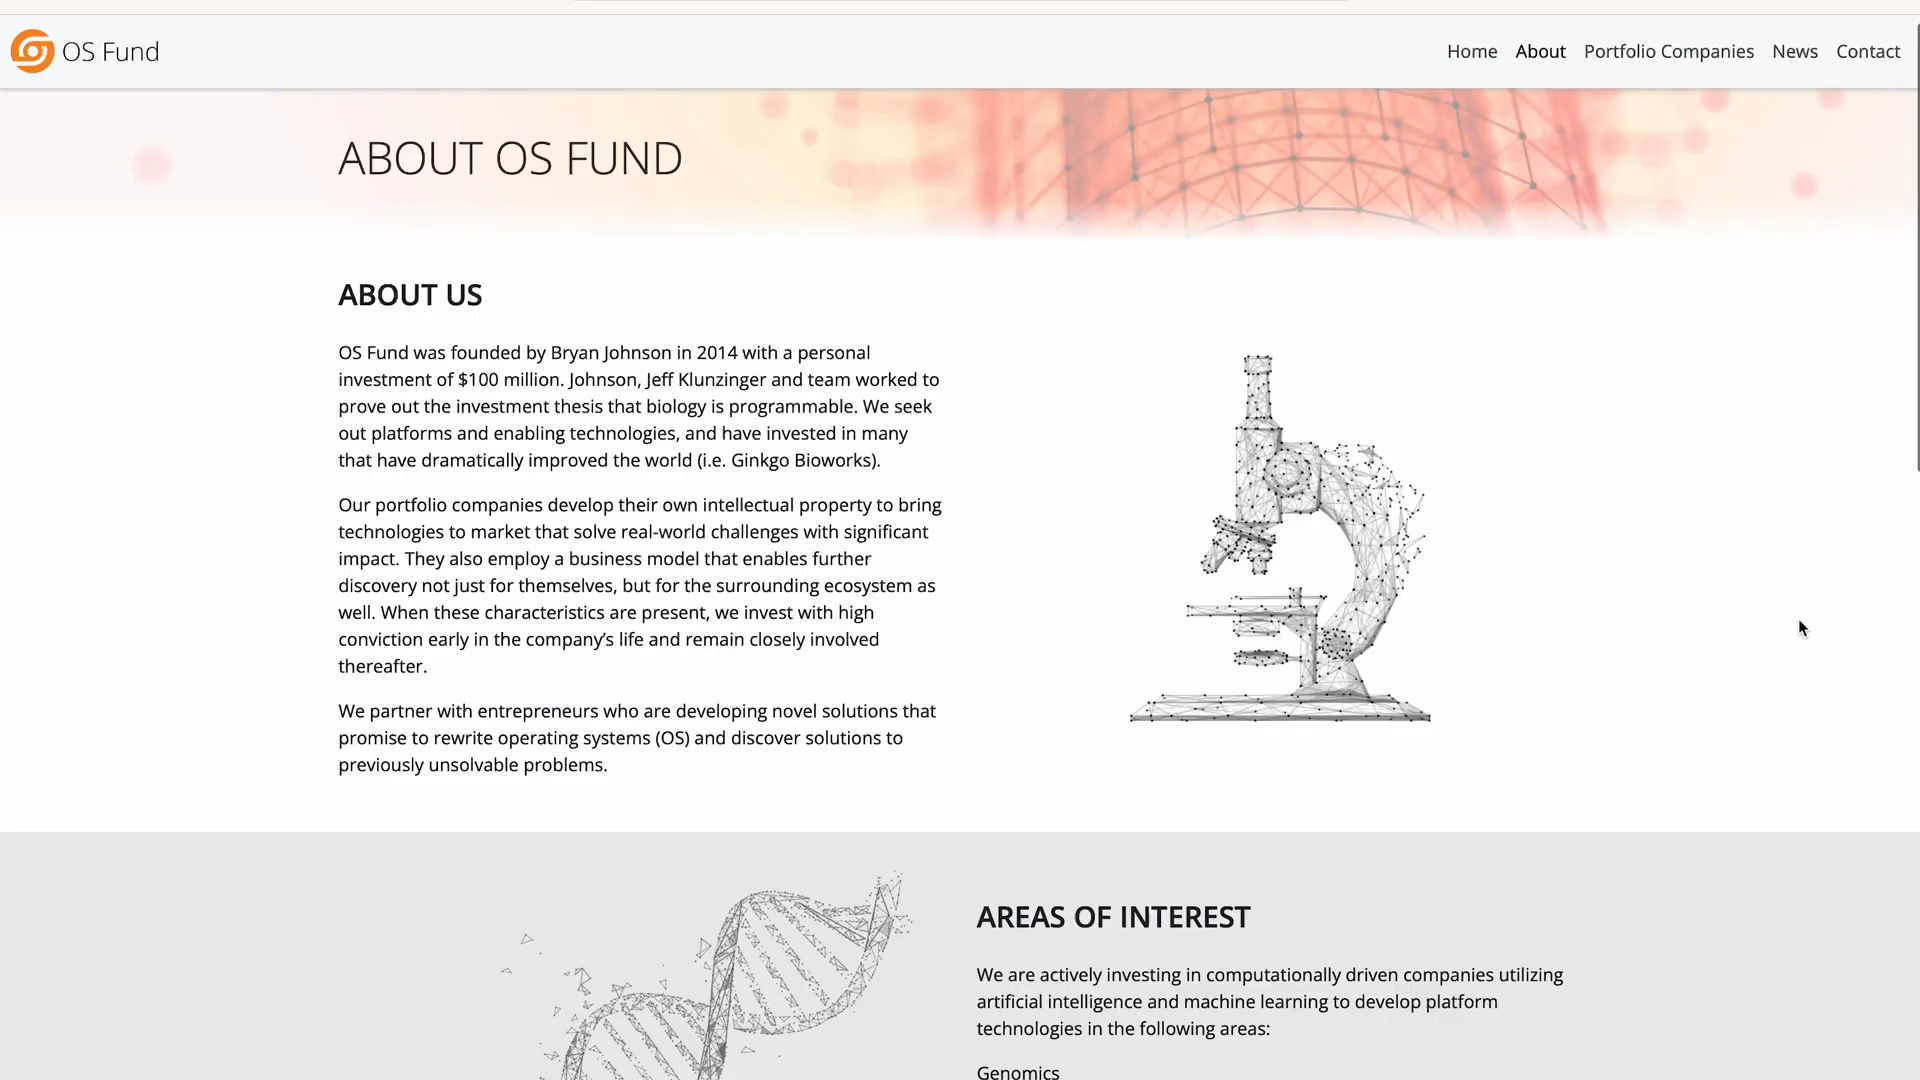 OS Fund
Home About Portfolio Companies News Contact
ABOUT OS FUND
ABOUT US
OS Fund was founded by Bryan Johnson in 2014 with a personal
investment of $100 million. Johnson, Jeff Klunzinger and team worked to
prove out the investment thesis that biology is programmable. We seek
out platforms and enabling technologies, and have invested in many
that have dramatically improved the world (i.e. Ginkgo Bioworks).
Our portfolio companies develop their own intellectual property to bring
technologies to market that solve real-world challenges with significant
impact. They also employ a business model that enables further
discovery not just for themselves, but for the surrounding ecosystem as
well. When these characteristics are present, we invest with high
conviction early in the company’s life and remain closely involved
thereafter.
We partner with entrepreneurs who are developing novel solutions that
promise to rewrite operating systems (OS) and discover solutions to
previously unsolvable problems.
AREAS OF INTEREST
We are actively investing in computationally driven companies utilizing
artificial intelligence and machine learning to develop platform
technologies in the following areas:
Genomics